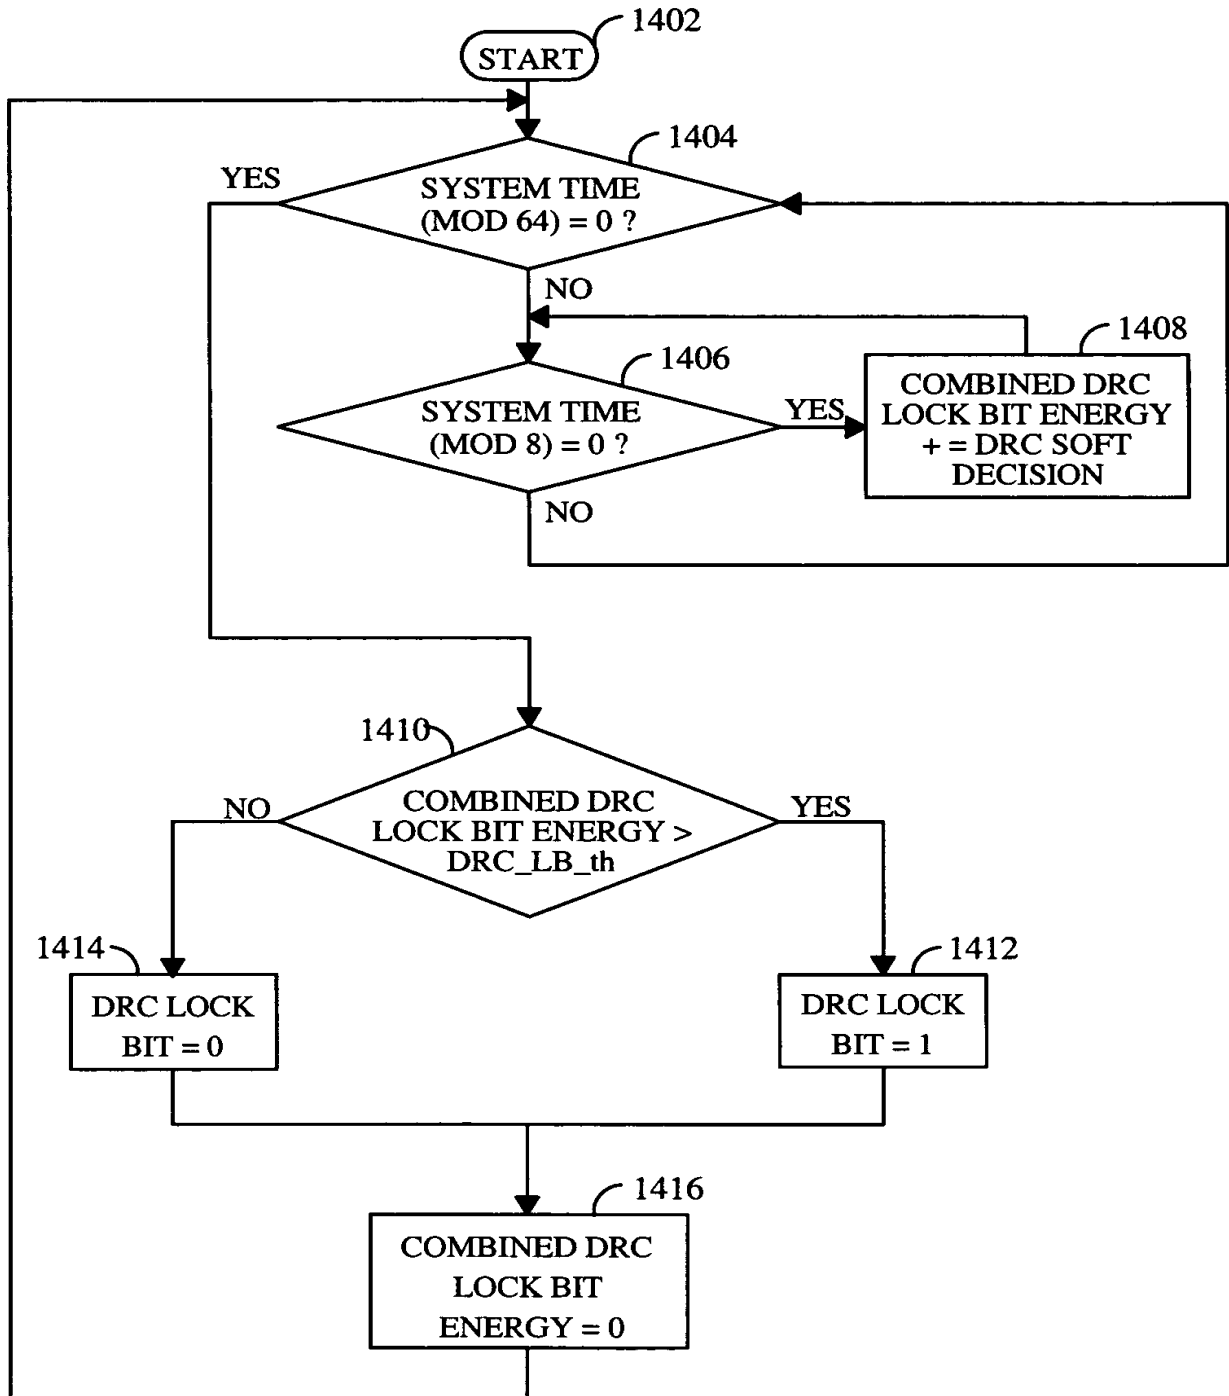 1402
START
1404
YES
SYSTEM TIME
(MOD 64) = 0 ?
NO
1406
1408
SYSTEM TIME
(MOD 8) = 0 ?
YES
COMBINED DRC
LOCK BIT ENERGY
+ = DRC SOFT
DECISION
NO
1410
NO
COMBINED DRC
LOCK BIT ENERGY >
DRC_LB_th
YES
1414
DRC LOCK
BIT = 0
1412
DRC LOCK
BIT = 1
1416
COMBINED DRC
LOCK BIT
ENERGY = 0